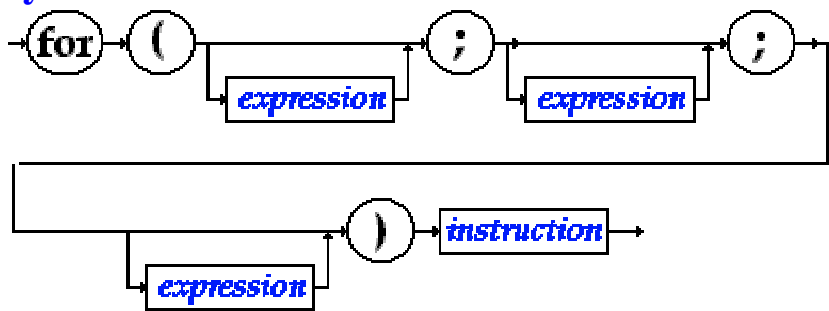 for ( ; ;
expression expression
) instruction
expression